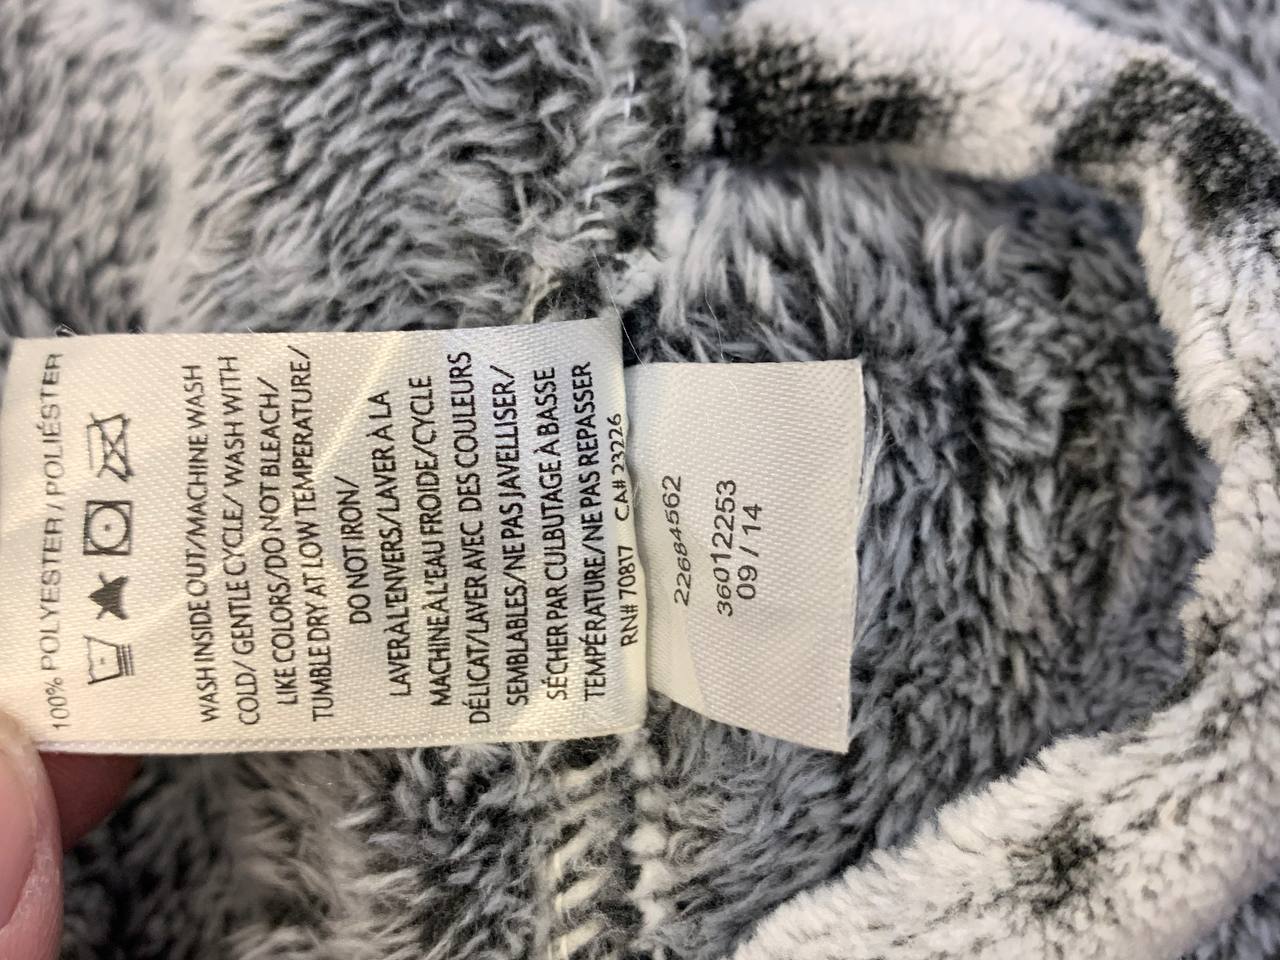 100% POLYESTER/POLIÉSTER
WASH INSIDE OUT/MACHINE WASH
COLD/ GENTLE CYCLE/ WASH WITH
LIKE COLORS/DO NOT BLEACH/
TUMBLE DRY AT LOW TEMPERATURE/
DO NOT IRON/
LAVER À L'ENVERS/LAVER À LA
MACHINE À L'EAU FROIDE/CYCLE
DÉLICAT/LAVER AVEC DES COULEURS
SEMBLABLES/NE PAS JAVELLISER/
SÉCHER PAR CULBUTAGE À BASSE
TEMPÉRATURE/NE PAS REPASSER
RN# 70817 CA# 23226
22684562
36012253
09/14